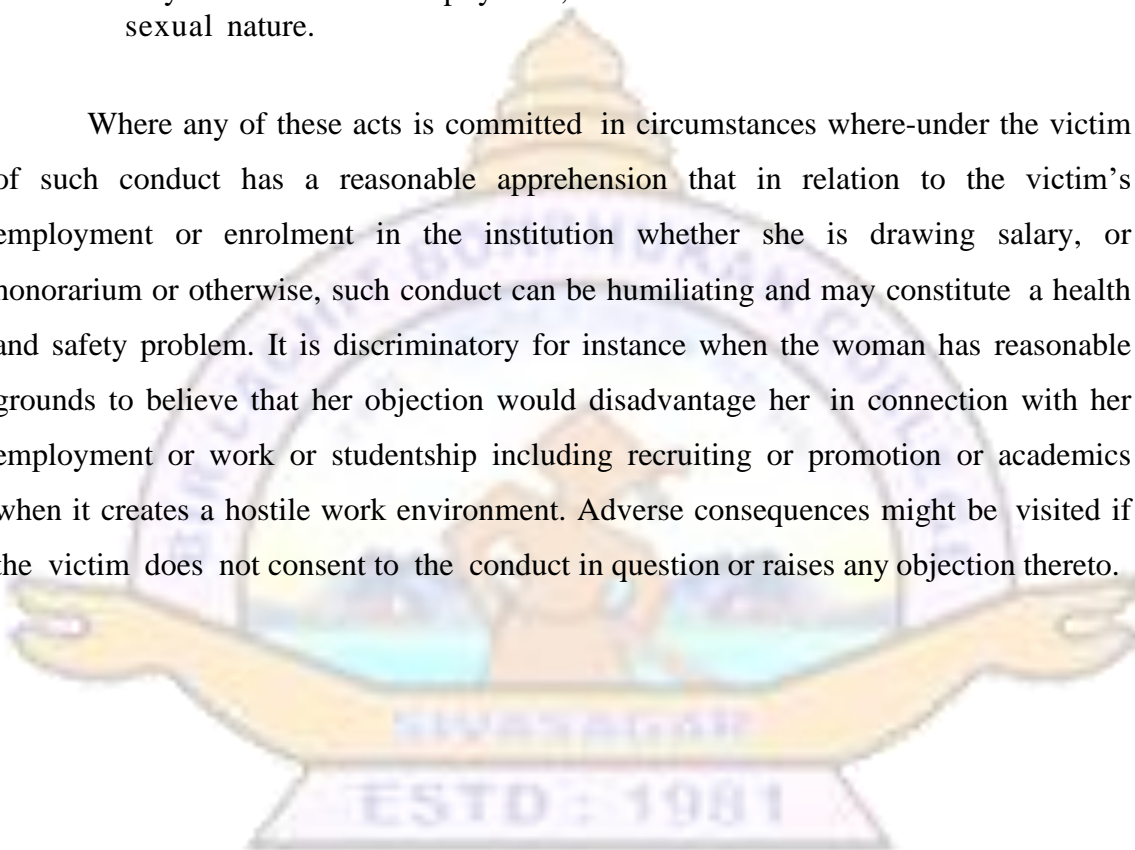 sexual nature.
Where any of these acts is committed in circumstances where-under the victim
of such conduct has a reasonable apprehension that in relation to the victim’s
employment or enrolment in the institution whether she is drawing salary, or
honorarium or otherwise, such conduct can be humiliating and may constitute a health
and safety problem. It is discriminatory for instance when the woman has reasonable
grounds to believe that her objection would disadvantage her in connection with her
employment or work or studentship including recruiting or promotion or academics
when it creates a hostile work environment. Adverse consequences might be visited if
the victim does not consent to the conduct in question or raises any objection thereto.
BIR LACHIT BORPHUKAN COLLEGE
SIVASAGAR
ESTD : 1981